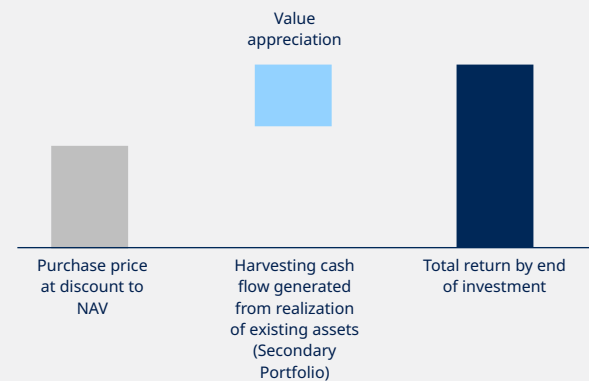 Value
appreciation
Purchase price
at discount to
NAV
Harvesting cash
flow generated
from realization
of existing assets
(Secondary
Portfolio)
Total return by end
of investment